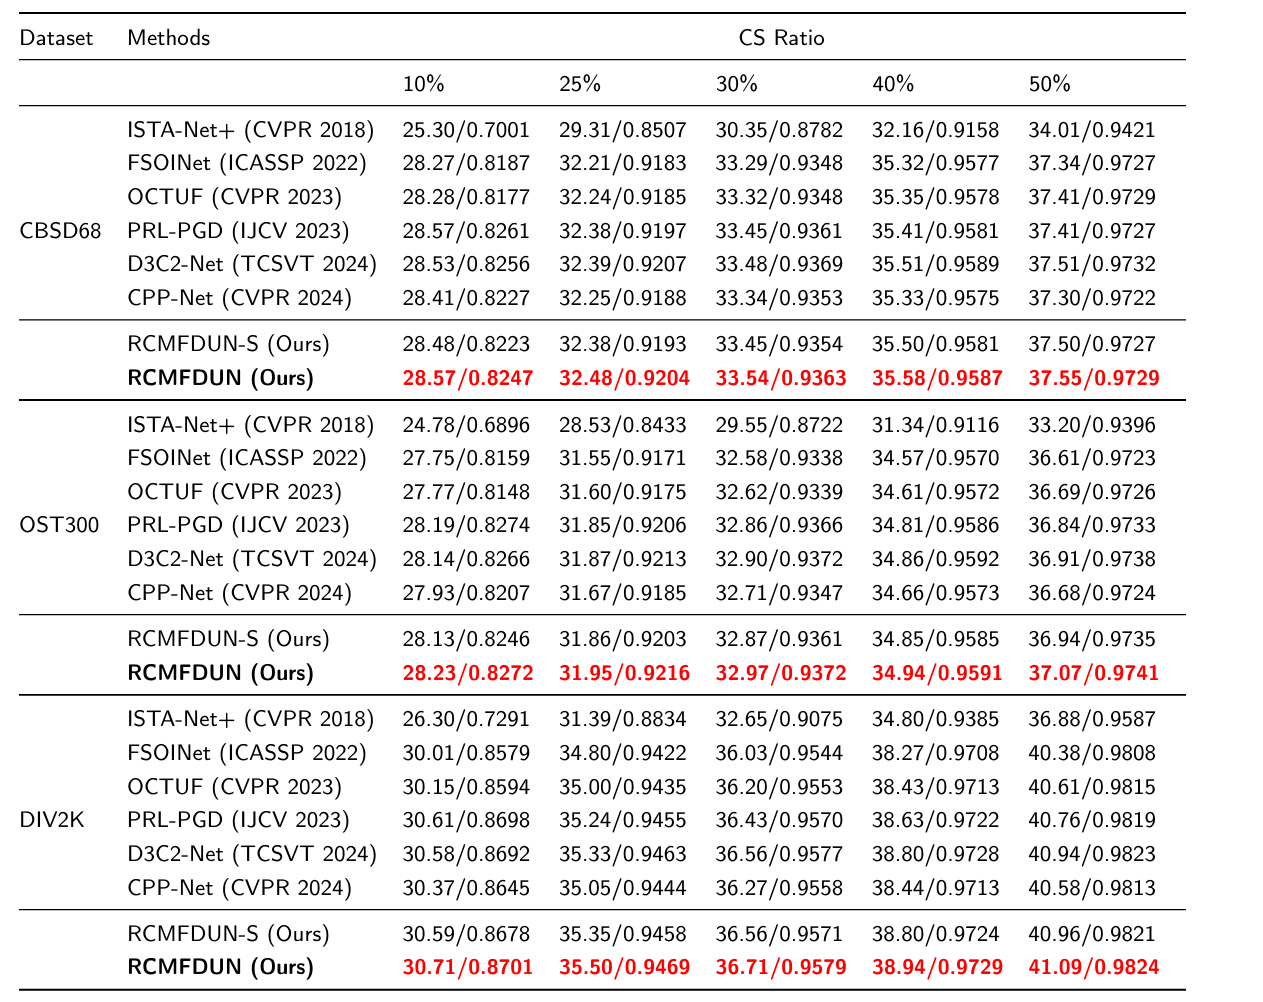 Dataset Methods CS Ratio
10% 25% 30% 40% 50%
ISTA-Net+ (CVPR 2018) 25.30/0.7001 29.31/0.8507 30.35/0.8782 32.16/0.9158 34.01/0.9421
FSOINet (ICASSP 2022) 28.27/0.8187 32.21/0.9183 33.29/0.9348 35.32/0.9577 37.34/0.9727
OCTUF (CVPR 2023) 28.28/0.8177 32.24/0.9185 33.32/0.9348 35.35/0.9578 37.41/0.9729
CBSD68 PRL-PGD (IJCV 2023) 28.57/0.8261 32.38/0.9197 33.45/0.9361 35.41/0.9581 37.41/0.9727
D3C2-Net (TCSVT 2024) 28.53/0.8256 32.39/0.9207 33.48/0.9369 35.51/0.9589 37.51/0.9732
CPP-Net (CVPR 2024) 28.41/0.8227 32.25/0.9188 33.34/0.9353 35.33/0.9575 37.30/0.9722
RCMFDUN-S (Ours) 28.48/0.8223 32.38/0.9193 33.45/0.9354 35.50/0.9581 37.50/0.9727
RCMFDUN (Ours) 28.57/0.8247 32.48/0.9204 33.54/0.9363 35.58/0.9587 37.55/0.9729
ISTA-Net+ (CVPR 2018) 24.78/0.6896 28.53/0.8433 29.55/0.8722 31.34/0.9116 33.20/0.9396
FSOINet (ICASSP 2022) 27.75/0.8159 31.55/0.9171 32.58/0.9338 34.57/0.9570 36.61/0.9723
OCTUF (CVPR 2023) 27.77/0.8148 31.60/0.9175 32.62/0.9339 34.61/0.9572 36.69/0.9726
OST300 PRL-PGD (IJCV 2023) 28.19/0.8274 31.85/0.9206 32.86/0.9366 34.81/0.9586 36.84/0.9733
D3C2-Net (TCSVT 2024) 28.14/0.8266 31.87/0.9213 32.90/0.9372 34.86/0.9592 36.91/0.9738
CPP-Net (CVPR 2024) 27.93/0.8207 31.67/0.9185 32.71/0.9347 34.66/0.9573 36.68/0.9724
RCMFDUN-S (Ours) 28.13/0.8246 31.86/0.9203 32.87/0.9361 34.85/0.9585 36.94/0.9735
RCMFDUN (Ours) 28.23/0.8272 31.95/0.9216 32.97/0.9372 34.94/0.9591 37.07/0.9741
ISTA-Net+ (CVPR 2018) 26.30/0.7291 31.39/0.8834 32.65/0.9075 34.80/0.9385 36.88/0.9587
FSOINet (ICASSP 2022) 30.01/0.8579 34.80/0.9422 36.03/0.9544 38.27/0.9708 40.38/0.9808
OCTUF (CVPR 2023) 30.15/0.8594 35.00/0.9435 36.20/0.9553 38.43/0.9713 40.61/0.9815
DIV2K PRL-PGD (IJCV 2023) 30.61/0.8698 35.24/0.9455 36.43/0.9570 38.63/0.9722 40.76/0.9819
D3C2-Net (TCSVT 2024) 30.58/0.8692 35.33/0.9463 36.56/0.9577 38.80/0.9728 40.94/0.9823
CPP-Net (CVPR 2024) 30.37/0.8645 35.05/0.9444 36.27/0.9558 38.44/0.9713 40.58/0.9813
RCMFDUN-S (Ours) 30.59/0.8678 35.35/0.9458 36.56/0.9571 38.80/0.9724 40.96/0.9821
RCMFDUN (Ours) 30.71/0.8701 35.50/0.9469 36.71/0.9579 38.94/0.9729 41.09/0.9824